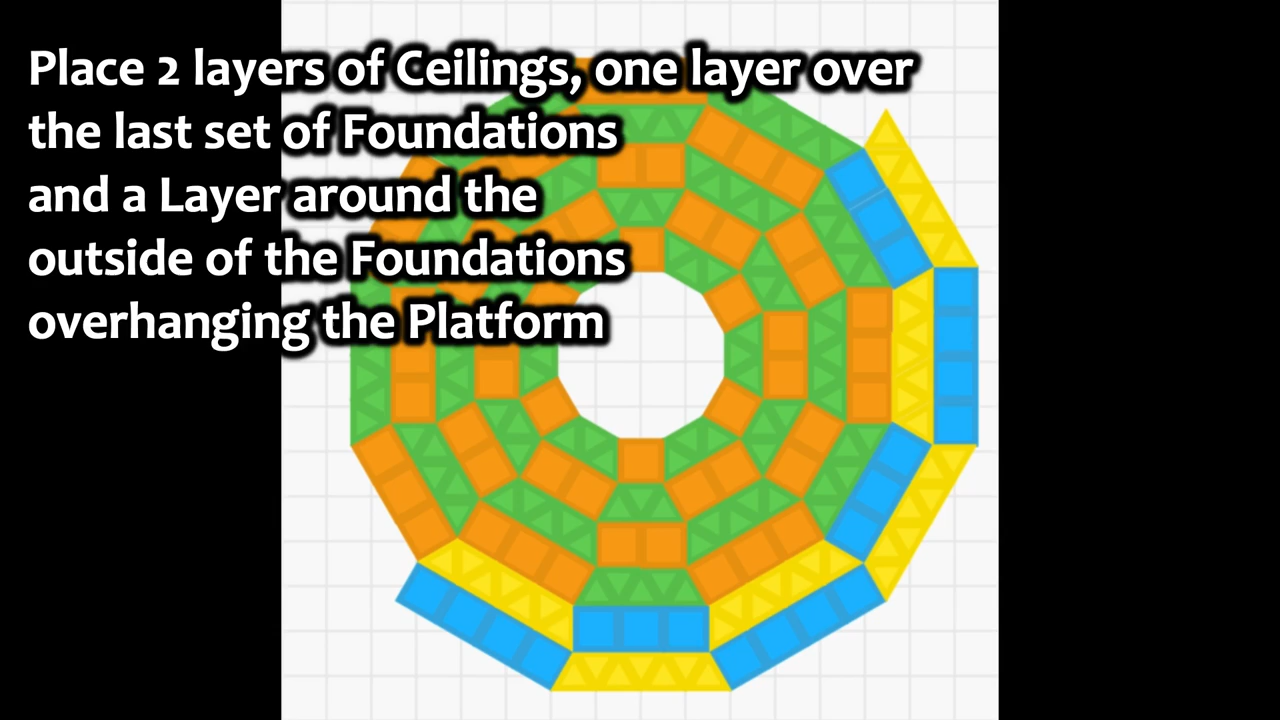 Place 2 layers of Ceilings, one layer over
the last set of Foundations
and a Layer around the
outside of the Foundations
overhanging the Platform